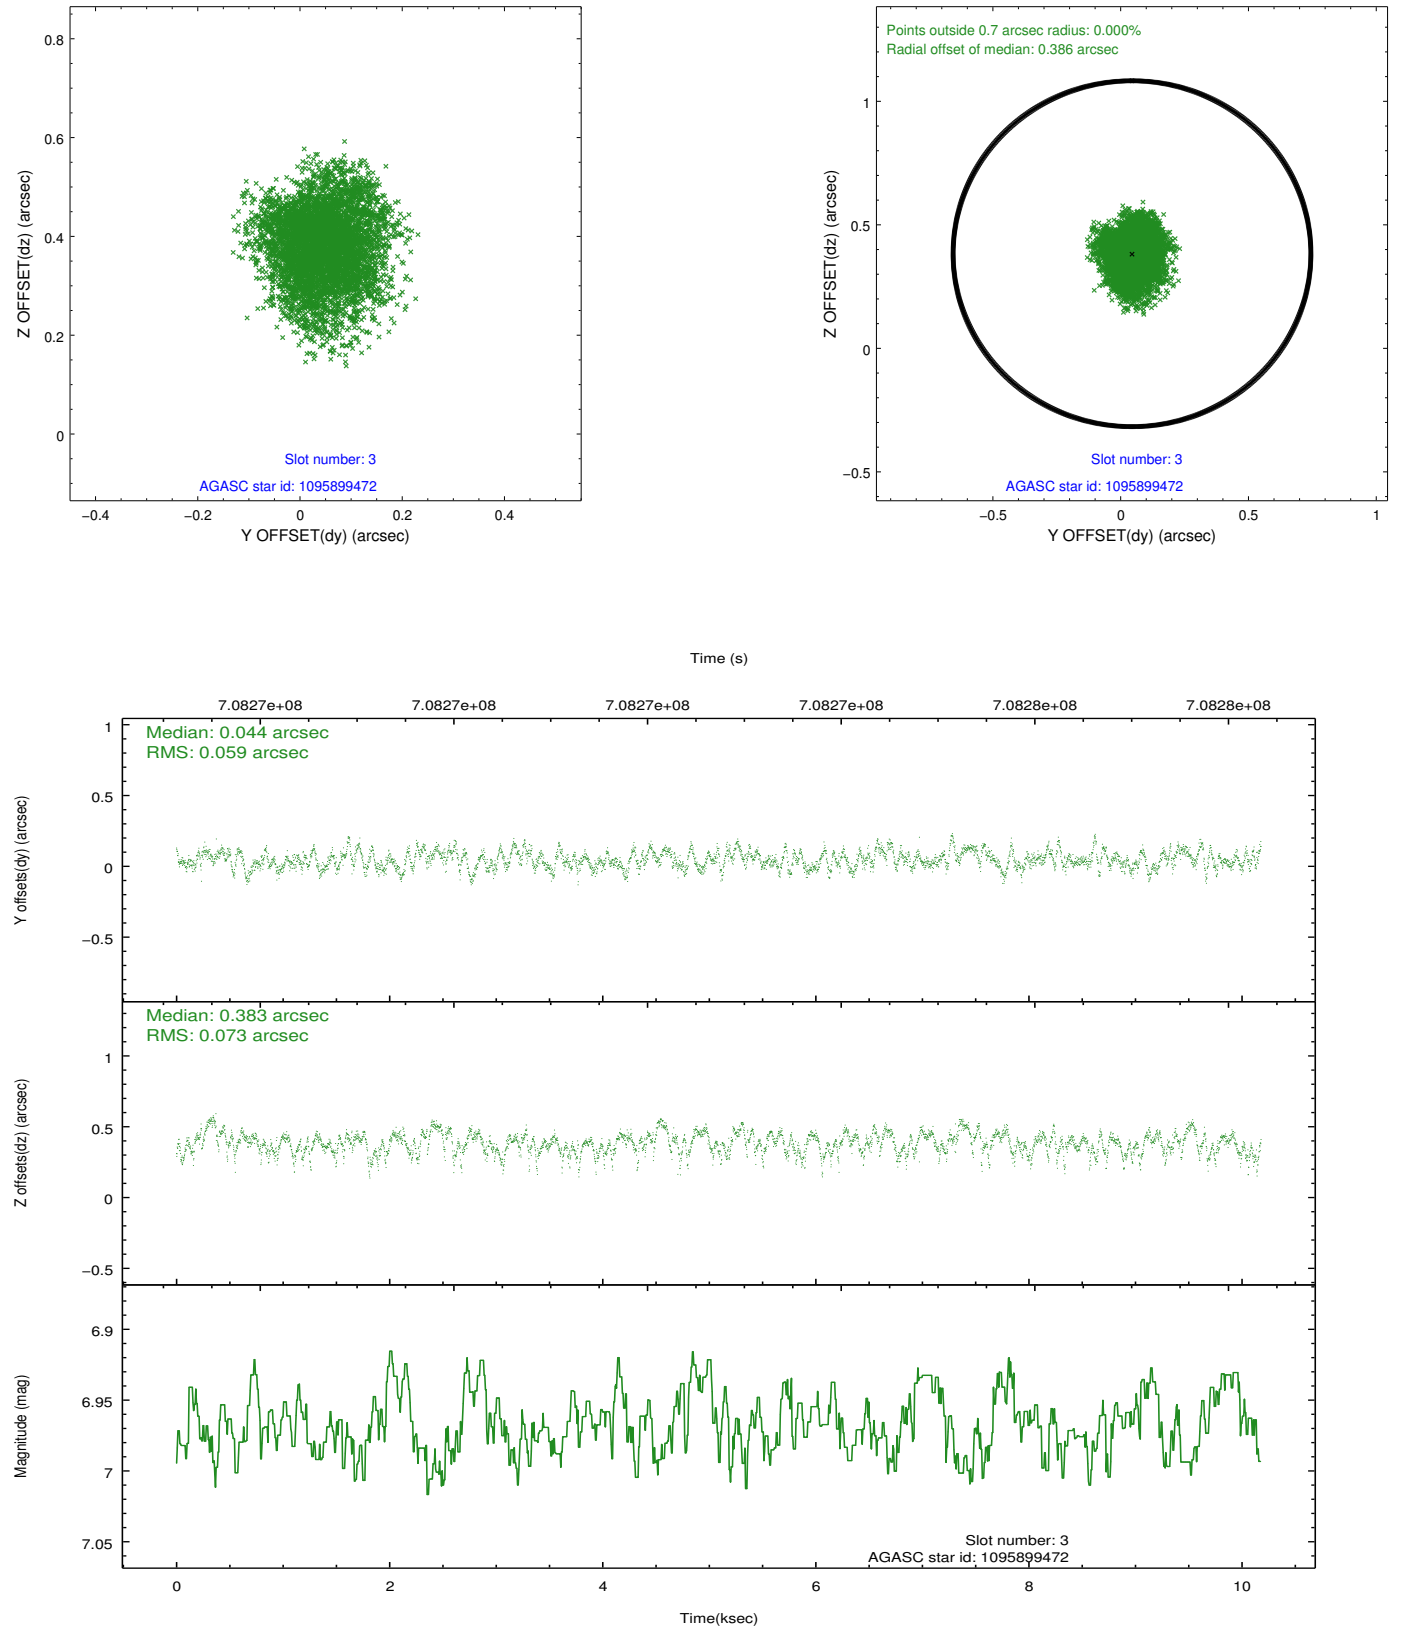 0.8
0.6
0.4
0.2
0
Z OFFSET(dz) (arcsec)
Slot number: 3
AGASC star id: 1095899472
−0.4 −0.2 0 0.2 0.4
Y OFFSET(dy) (arcsec)
Points outside 0.7 arcsec radius: 0.000%
Radial offset of median: 0.386 arcsec
1
0.5
0
−0.5
Z OFFSET(dz) (arcsec)
Slot number: 3
AGASC star id: 1095899472
−0.5 0 0.5 1
Y OFFSET(dy) (arcsec)
Time (s)
7.0827e+08 7.0827e+08 7.0827e+08 7.0827e+08 7.0828e+08 7.0828e+08
Median: 0.044 arcsec
RMS: 0.059 arcsec
1
0.5
0
−0.5
Y offsets(dy) (arcsec)
Median: 0.383 arcsec
RMS: 0.073 arcsec
1
0.5
0
−0.5
Z offsets(dz) (arcsec)
6.9
6.95
7
7.05
Magnitude (mag)
Slot number: 3
AGASC star id: 1095899472
0 2 4 6 8 10
Time(ksec)